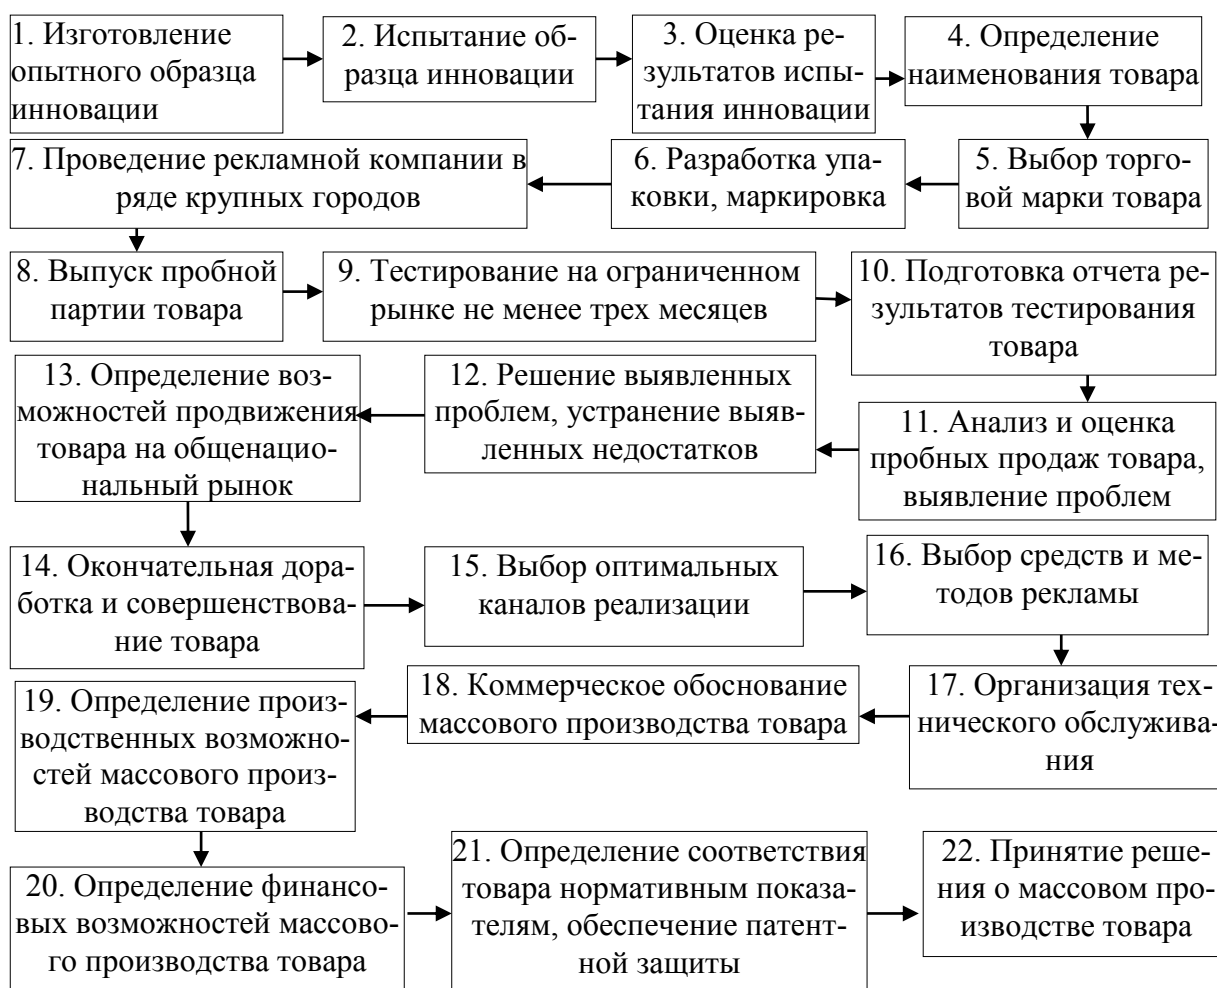 1. Изготовление
опытного образца
инновации
2. Испытание об-
разца инновации
3. Оценка ре-
зультатов испы-
тания инновации
4. Определение
наименования товара
5. Выбор торго-
вой марки товара
6. Разработка упа-
ковки, маркировка
7. Проведение рекламной компании в
ряде крупных городов
8. Выпуск пробной
партии товара
9. Тестирование на ограниченном
рынке не менее трех месяцев
10. Подготовка отчета ре-
зультатов тестирования
товара
11. Анализ и оценка
пробных продаж товара,
выявление проблем
12. Решение выявленных
проблем, устранение выяв-
ленных недостатков
13. Определение воз-
можностей продвижения
товара на общенацио-
нальный рынок
14. Окончательная дора-
ботка и совершенствова-
ние товара
15. Выбор оптимальных
каналов реализации
16. Выбор средств и ме-
тодов рекламы
17. Организация тех-
нического обслужива-
ния
18. Коммерческое обоснование
массового производства товара
19. Определение произ-
водственных возможно-
стей массового произ-
водства товара
20. Определение финансо-
вых возможностей массово-
го производства товара
21. Определение соответствия
товара нормативным показа-
телям, обеспечение патент-
ной защиты
22. Принятие реше-
ния о массовом про-
изводстве товара